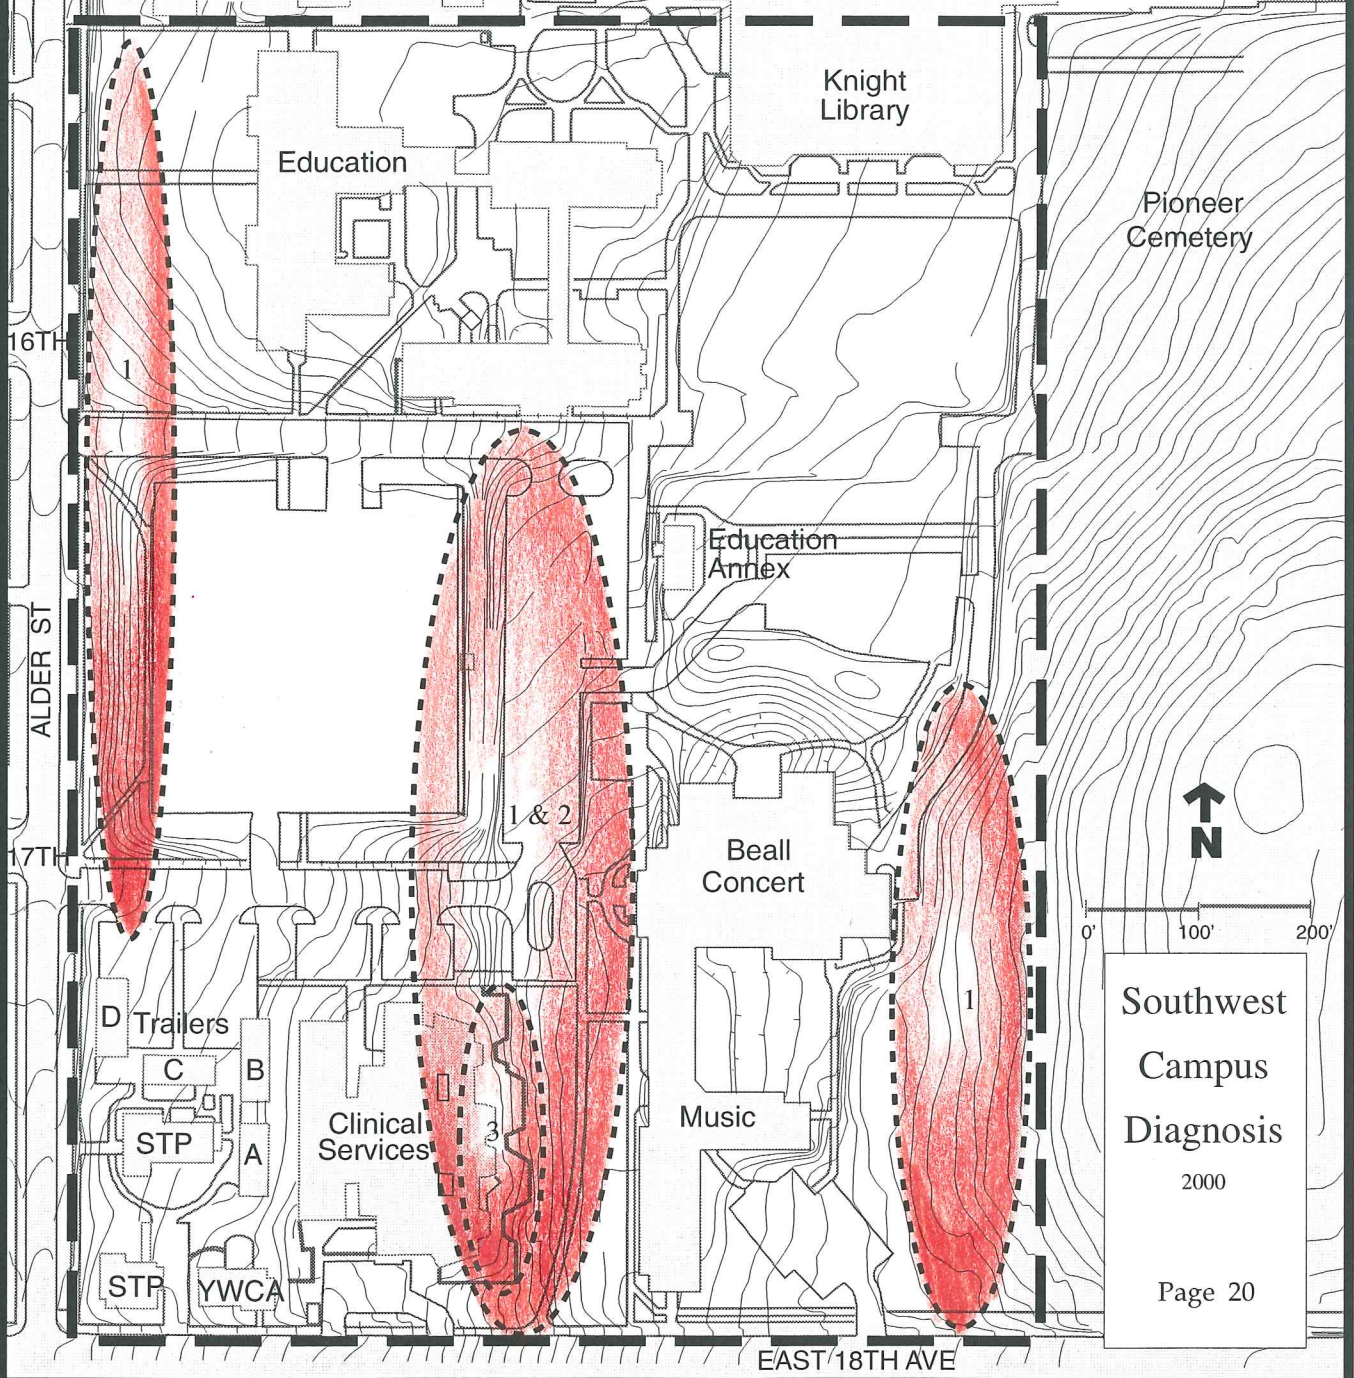 Knight
Library
Education
Pioneer
Cemetery
16TH
1
Education
Annex
ALDER ST
1 & 2
N
17TH
Beall
Concert
0'
100'
200'
D
Trailers
1
C
B
Clinical
Services
3
Music
STP
A
STP
YWCA
EAST 18TH AVE
Southwest
Campus
Diagnosis
2000
Page 20